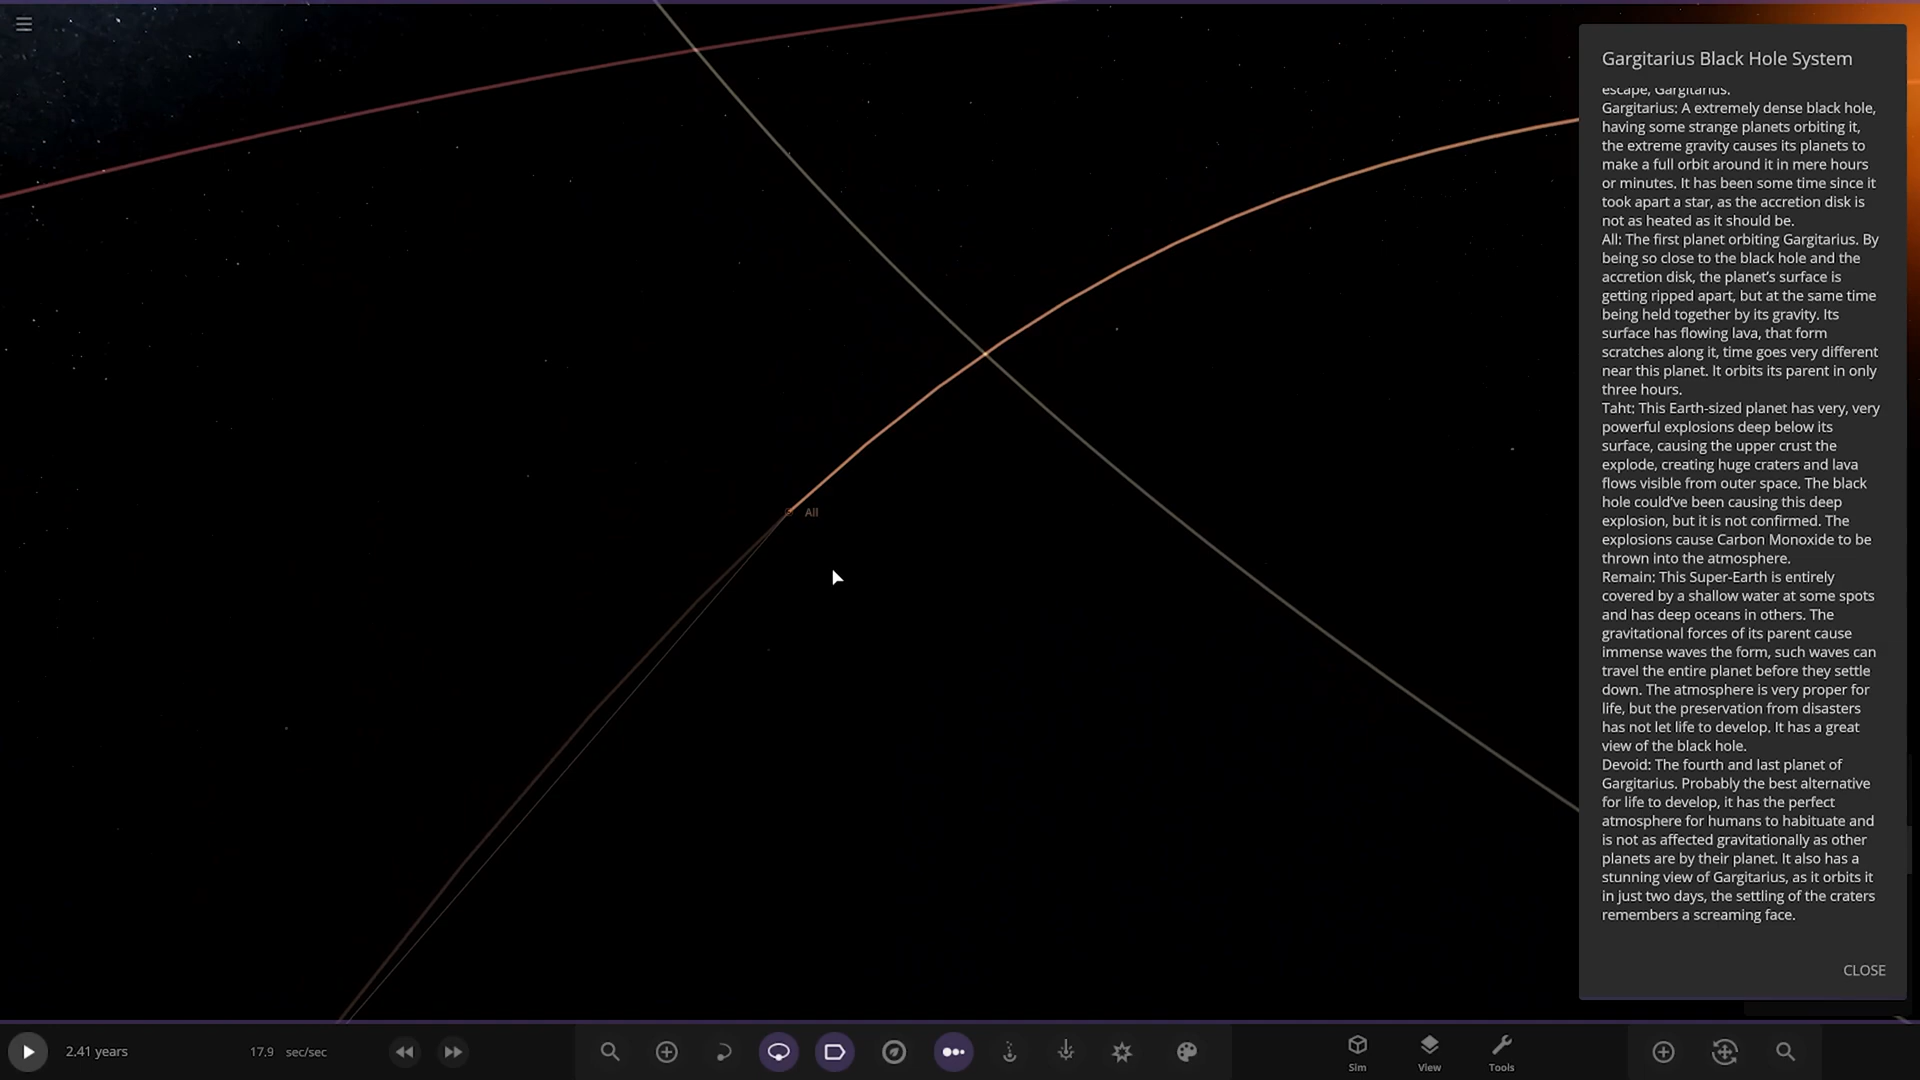 Gargitarius Black Hole System
escape, Gargitarius.
Gargitarius: A extremely dense black hole,
having some strange planets orbiting it,
the extreme gravity causes its planets to
make a full orbit around it in mere hours
or minutes. It has been some time since it
took apart a star, as the accretion disk is
not as heated as it should be.
All: The first planet orbiting Gargitarius. By
being so close to the black hole and the
accretion disk, the planet's surface is
getting ripped apart, but at the same time
being held together by its gravity. Its
surface has flowing lava, that form
scratches along it, time goes very different
near this planet. It orbits its parent in only
three hours.
Taht: This Earth-sized planet has very, very
powerful explosions deep below its
surface, causing the upper crust the
explode, creating huge craters and lava
flows visible from outer space. The black
hole could've been causing this deep
explosion, but it is not confirmed. The
explosions cause Carbon Monoxide to be
thrown into the atmosphere.
Remain: This Super-Earth is entirely
covered by a shallow water at some spots
and has deep oceans in others. The
gravitational forces of its parent cause
immense waves the form, such waves can
travel the entire planet before they settle
down. The atmosphere is very proper for
life, but the preservation from disasters
has not let life to develop. It has a great
view of the black hole.
Devoid: The fourth and last planet of
Gargitarius. Probably the best alternative
for life to develop, it has the perfect
atmosphere for humans to habituate and
is not as affected gravitationally as other
planets are by their planet. It also has a
stunning view of Gargitarius, as it orbits it
in just two days, the settling of the craters
remembers a screaming face.
CLOSE
All
2.41 years
17.9 sec/sec
Sim
View
Tools